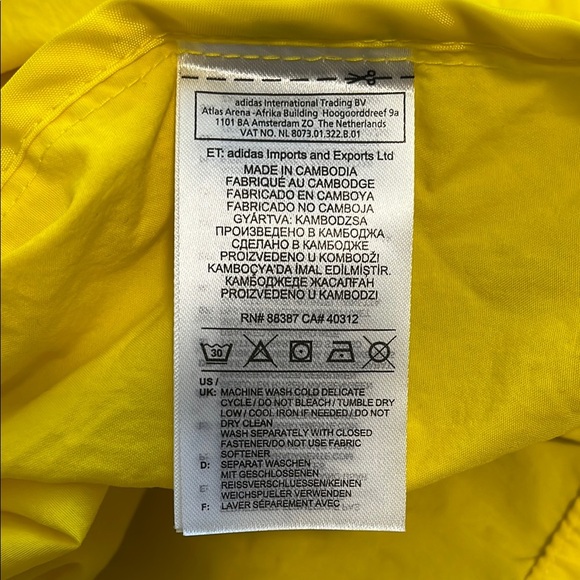 adidas International Trading BV
Atlas Arena -Afrika Building Hoogoorddreef 9a
1101 BA Amsterdam ZO The Netherlands
VAT NO. NL 8073.01.322.B.01
ET: adidas Imports and Exports Ltd
MADE IN CAMBODIA
FABRIQUÉ AU CAMBODGE
FABRICADO EN CAMBOYA
FABRICADO NO CAMBOJA
GYÁRTVA: KAMBODZSA
ПРОИЗВЕДЕНО В КАМБОДЖА
СДЕЛАНО В КАМБОДЖЕ
PROIZVEDENO U KOMBODŽI
KAMBOÇYA'DA İMAL EDİLMİŞTİR.
КАМБОДЖЕДЕ ЖАСАЛҒАН
PROIZVEDENO U KAMBODZI
RN# 88387 CA# 40312
30
US /
UK: MACHINE WASH COLD DELICATE
CYCLE / DO NOT BLEACH / TUMBLE DRY
LOW / COOL IRON IF NEEDED / DO NOT
DRY CLEAN
WASH SEPARATELY WITH CLOSED
FASTENER/DO NOT USE FABRIC
SOFTENER
D: SEPARAT WASCHEN
MIT GESCHLOSSENEN
REISSVERSCHLUESSEN/KEINEN
WEICHSPUELER VERWENDEN
F: LAVER SÉPAREMENT AVEC